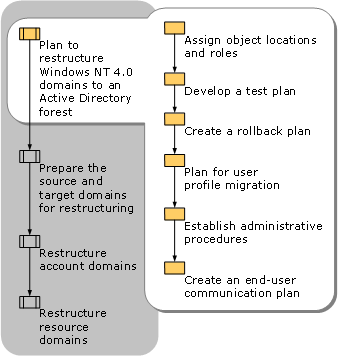 Plan to
restructure
Windows NT 4.0
domains to an
Active Directory
forest
Prepare the
source and
target domains
for restructuring
Restructure
account domains
Restructure
resource
domains
Assign object locations
and roles
Develop a test plan
Create a rollback plan
Plan for user
profile migration
Establish administrative
procedures
Create an end-user
communication plan